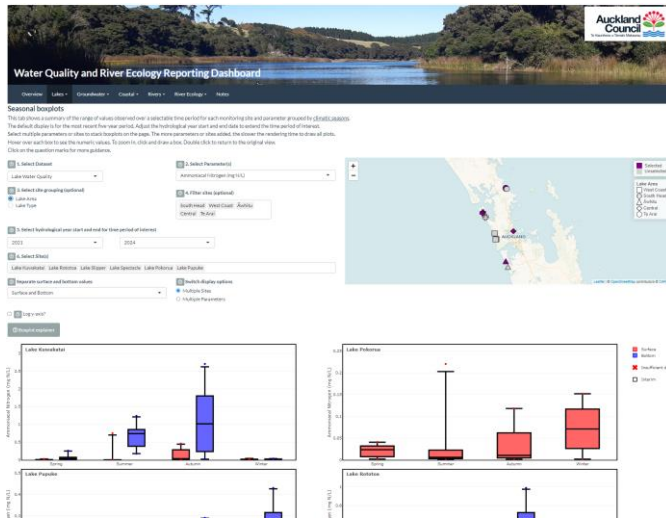 Auckland
Council
Water Quality and River Ecology Reporting Dashboard
Overview Lakes Groundwater Coastal Rivers River Ecology Notes
Seasonal boxplots
This tab shows a summary of the range of values observed over a selectable time period for each monitoring site and parameter grouped by climatic seasons.
The default display is for the most recent five-year period. Adjust the hydrological year start and end date to extend the time period of interest.
Select multiple parameters or sites to stack boxplots on the page. The more parameters or sites added, the slower the rendering time to draw all plots.
Hover over each box to see the numeric values. To zoom in, click and draw a box. Double click to return to the original view.
Click on the question marks for more guidance.
1. Select Dataset
2. Select Parameter(s)
Lake Water Quality
Ammoniacal Nitrogen (mg N/L)
3. Select site grouping (optional)
4. Filter sites (optional)
Lake Area
Lake Type
South Head West Coast Āwhitu
Central Te Arai
5. Select hydrological year start and end for time period of interest
2023
2024
6. Select Site(s)
Lake Kuwakatai Lake Rototoa Lake Slipper Lake Spectacle Lake Pokorua Lake Pupuke
Separate surface and bottom values
Switch display options
Surface and Bottom
Multiple Sites
Multiple Parameters
Log y-axis?
Boxplot explainer
+
−
AUCKLAND
Selected
Lake Area
West Coast
South Head
Āwhitu
Central
Te Arai
Lake Kuwakatai
Ammoniacal Nitrogen (mg N/L)
Spring Summer Autumn Winter
Lake Pokorua
Ammoniacal Nitrogen (mg N/L)
Spring Summer Autumn Winter
Surface
Bottom
Lake Pupuke
Lake Rototoa